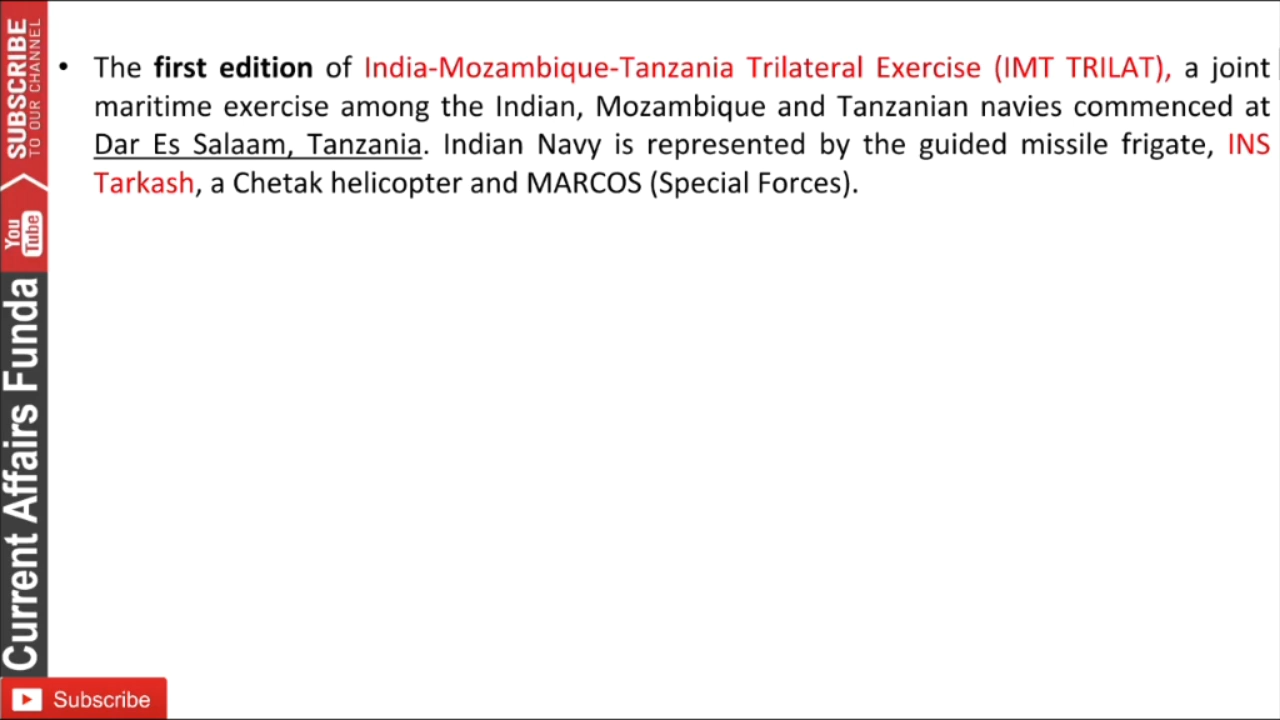 • The first edition of India-Mozambique-Tanzania Trilateral Exercise (IMT TRILAT), a joint
maritime exercise among the Indian, Mozambique and Tanzanian navies commenced at
Dar Es Salaam, Tanzania. Indian Navy is represented by the guided missile frigate, INS
Tarkash, a Chetak helicopter and MARCOS (Special Forces).
SUBSCRIBE
TO OUR CHANNEL
You
Tube
Current Affairs Funda
Subscribe